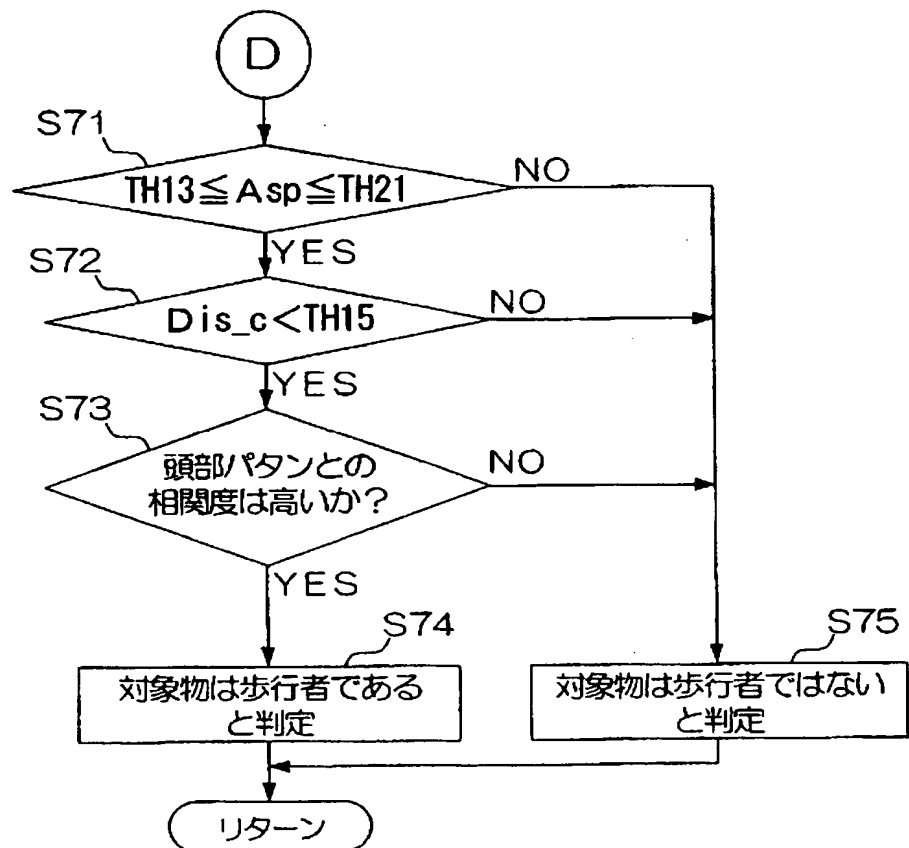 D
S71
TH13≦Asp≦TH21
NO
YES
S72
Dis_c<TH15
NO
YES
S73
頭部パタンとの
相関度は高いか?
NO
YES
S74
対象物は歩行者である
と判定
S75
対象物は歩行者ではない
と判定
リターン